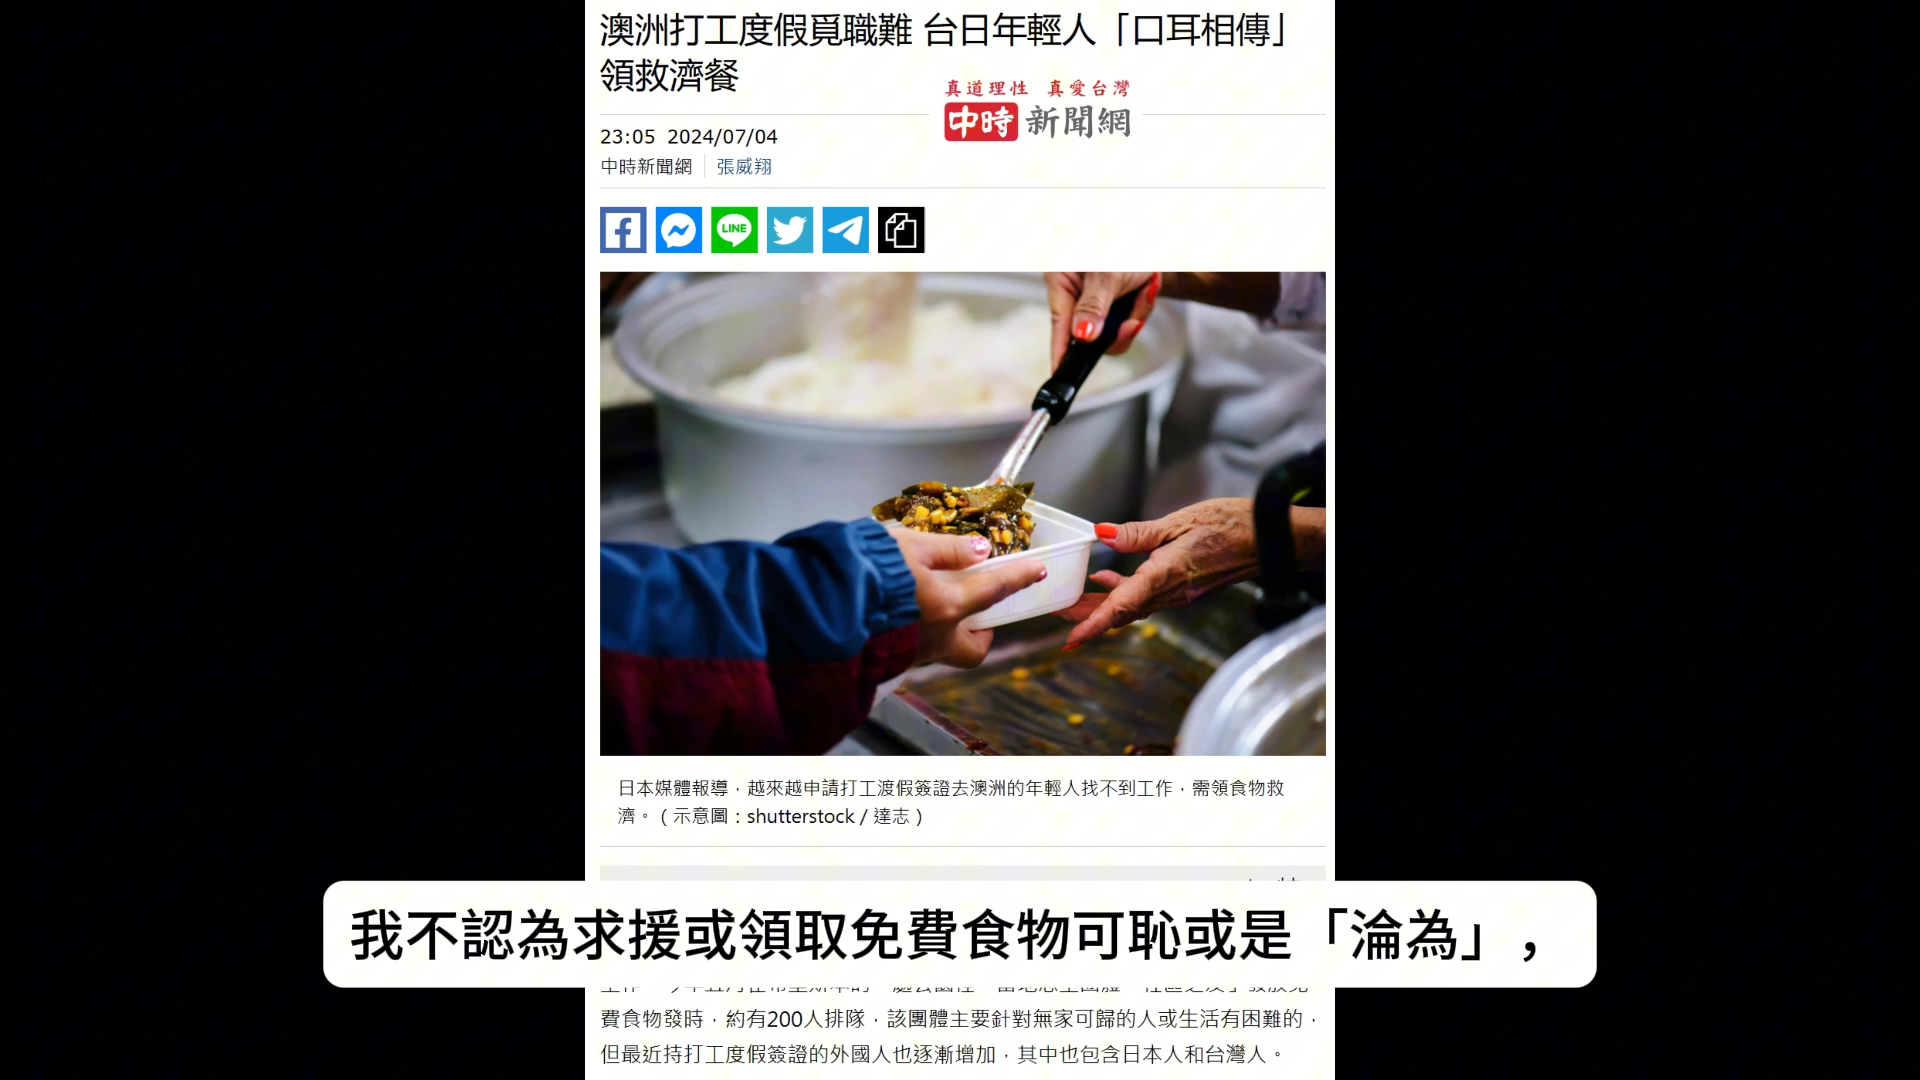 澳洲打工度假覓職難 台日年輕人「口耳相傳」
領救濟餐
真道理性 真愛台灣
中時新聞網
23:05 2024/07/04
中時新聞網 張威翔
LINE
日本媒體報導，越來越申請打工渡假簽證去澳洲的年輕人找不到工作，需領食物救
濟。（示意圖：shutterstock / 達志）
我不認為求援或領取免費食物可恥或是「淪為」，
費食物發時，約有200人排隊，該團體主要針對無家可歸的人或生活有困難的，
但最近持打工度假簽證的外國人也逐漸增加，其中也包含日本人和台灣人。